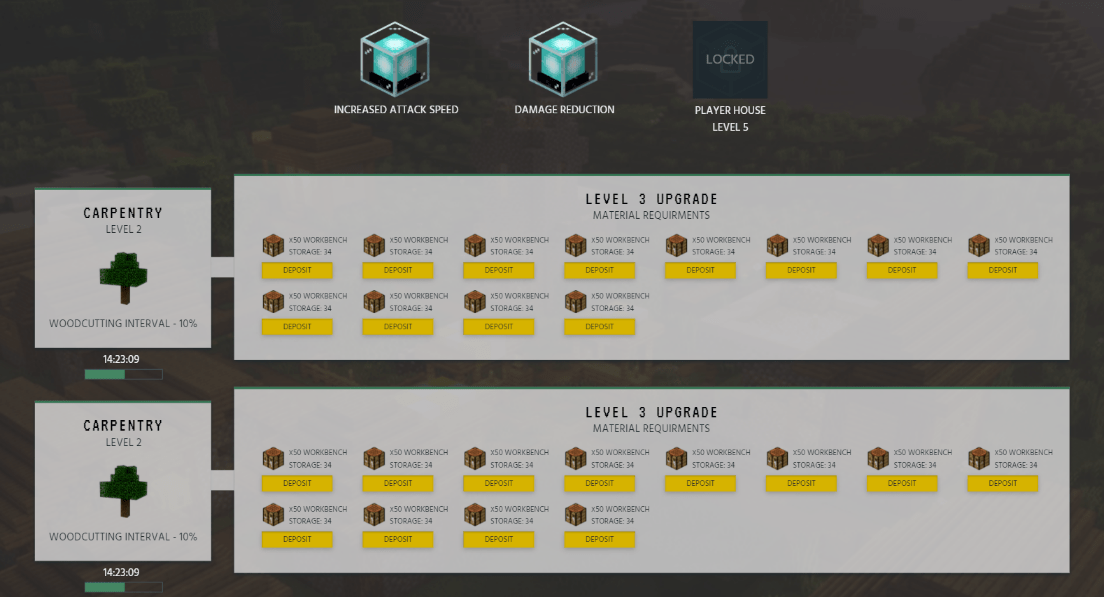 LOCKED
INCREASED ATTACK SPEED
DAMAGE REDUCTION
PLAYER HOUSE
LEVEL 5
CARPENTRY
LEVEL 2
WOODCUTTING INTERVAL - 10%
14:23:09
LEVEL 3 UPGRADE
MATERIAL REQUIRMENTS
X50 WORKBENCH X50 WORKBENCH X50 WORKBENCH X50 WORKBENCH X50 WORKBENCH X50 WORKBENCH X50 WORKBENCH X50 WORKBENCH
STORAGE: 34 STORAGE: 34 STORAGE: 34 STORAGE: 34 STORAGE: 34 STORAGE: 34 STORAGE: 34 STORAGE: 34
DEPOSIT DEPOSIT DEPOSIT DEPOSIT DEPOSIT DEPOSIT DEPOSIT DEPOSIT
X50 WORKBENCH X50 WORKBENCH X50 WORKBENCH X50 WORKBENCH
STORAGE: 34 STORAGE: 34 STORAGE: 34 STORAGE: 34
DEPOSIT DEPOSIT DEPOSIT DEPOSIT
CARPENTRY
LEVEL 2
WOODCUTTING INTERVAL - 10%
14:23:09
LEVEL 3 UPGRADE
MATERIAL REQUIRMENTS
X50 WORKBENCH X50 WORKBENCH X50 WORKBENCH X50 WORKBENCH X50 WORKBENCH X50 WORKBENCH X50 WORKBENCH X50 WORKBENCH
STORAGE: 34 STORAGE: 34 STORAGE: 34 STORAGE: 34 STORAGE: 34 STORAGE: 34 STORAGE: 34 STORAGE: 34
DEPOSIT DEPOSIT DEPOSIT DEPOSIT DEPOSIT DEPOSIT DEPOSIT DEPOSIT
X50 WORKBENCH X50 WORKBENCH X50 WORKBENCH X50 WORKBENCH
STORAGE: 34 STORAGE: 34 STORAGE: 34 STORAGE: 34
DEPOSIT DEPOSIT DEPOSIT DEPOSIT